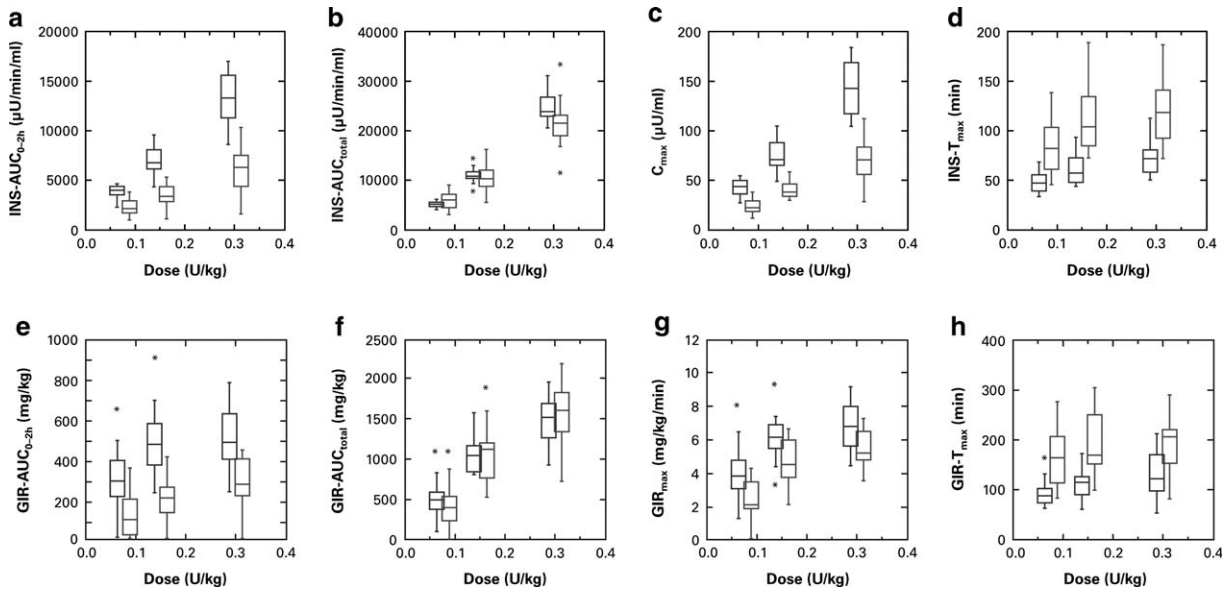 a
INS-AUC0-2h (µU/min/ml)
20000
15000
10000
5000
0
0.0 0.1 0.2 0.3 0.4
Dose (U/kg)
b
INS-AUCtotal (µU/min/ml)
40000
30000
20000
10000
0
* * * *
0.0 0.1 0.2 0.3 0.4
Dose (U/kg)
c
Cmax (µU/ml)
200
150
100
50
0
0.0 0.1 0.2 0.3 0.4
Dose (U/kg)
d
INS-Tmax (min)
200
150
100
50
0
0.0 0.1 0.2 0.3 0.4
Dose (U/kg)
e
GIR-AUC0-2h (mg/kg)
1000
800
600
400
200
0
* *
0.0 0.1 0.2 0.3 0.4
Dose (U/kg)
f
GIR-AUCtotal (mg/kg)
2500
2000
1500
1000
500
0
* * *
0.0 0.1 0.2 0.3 0.4
Dose (U/kg)
g
GIRmax (mg/kg/min)
12
10
8
6
4
2
0
* * *
0.0 0.1 0.2 0.3 0.4
Dose (U/kg)
h
GIR-Tmax (min)
400
300
200
100
0
*
0.0 0.1 0.2 0.3 0.4
Dose (U/kg)